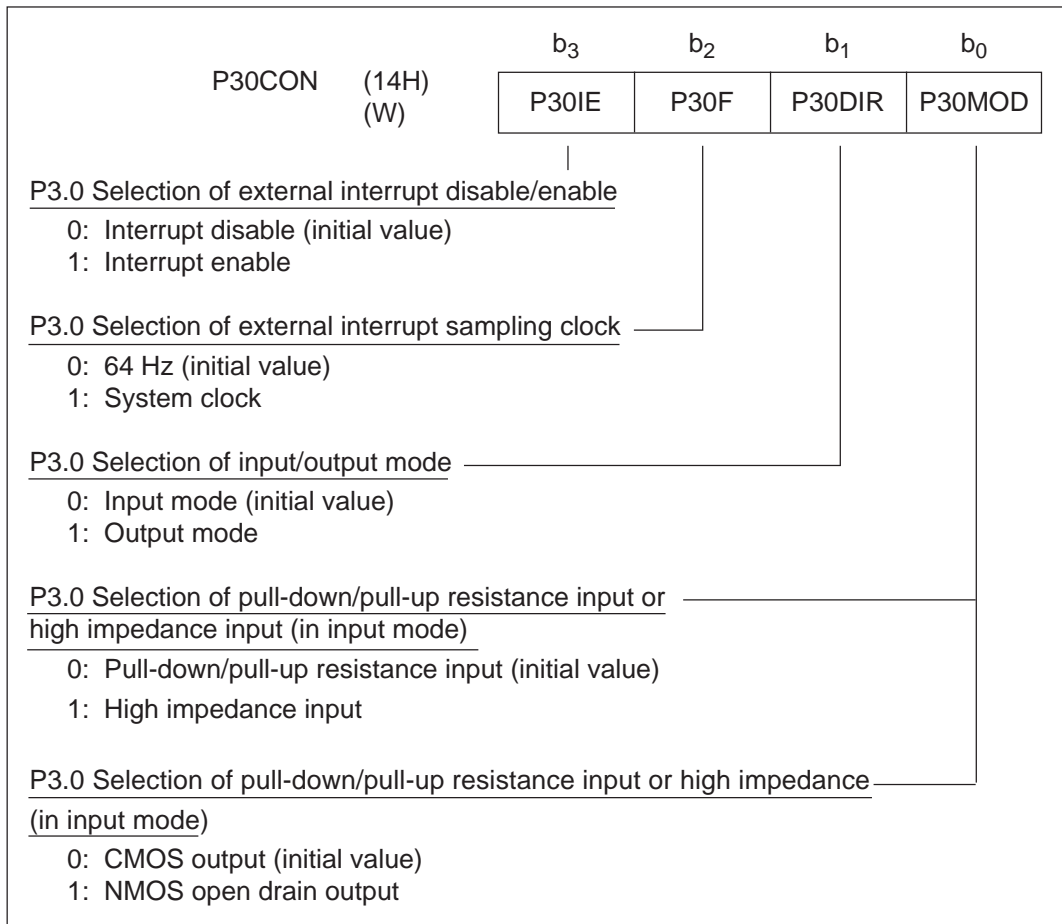 b3 b2 b1 b0
P30CON (14H) P30IE P30F P30DIR P30MOD
(W)
P3.0 Selection of external interrupt disable/enable
0: Interrupt disable (initial value)
1: Interrupt enable
P3.0 Selection of external interrupt sampling clock
0: 64 Hz (initial value)
1: System clock
P3.0 Selection of input/output mode
0: Input mode (initial value)
1: Output mode
P3.0 Selection of pull-down/pull-up resistance input or
high impedance input (in input mode)
0: Pull-down/pull-up resistance input (initial value)
1: High impedance input
P3.0 Selection of pull-down/pull-up resistance input or high impedance
(in input mode)
0: CMOS output (initial value)
1: NMOS open drain output